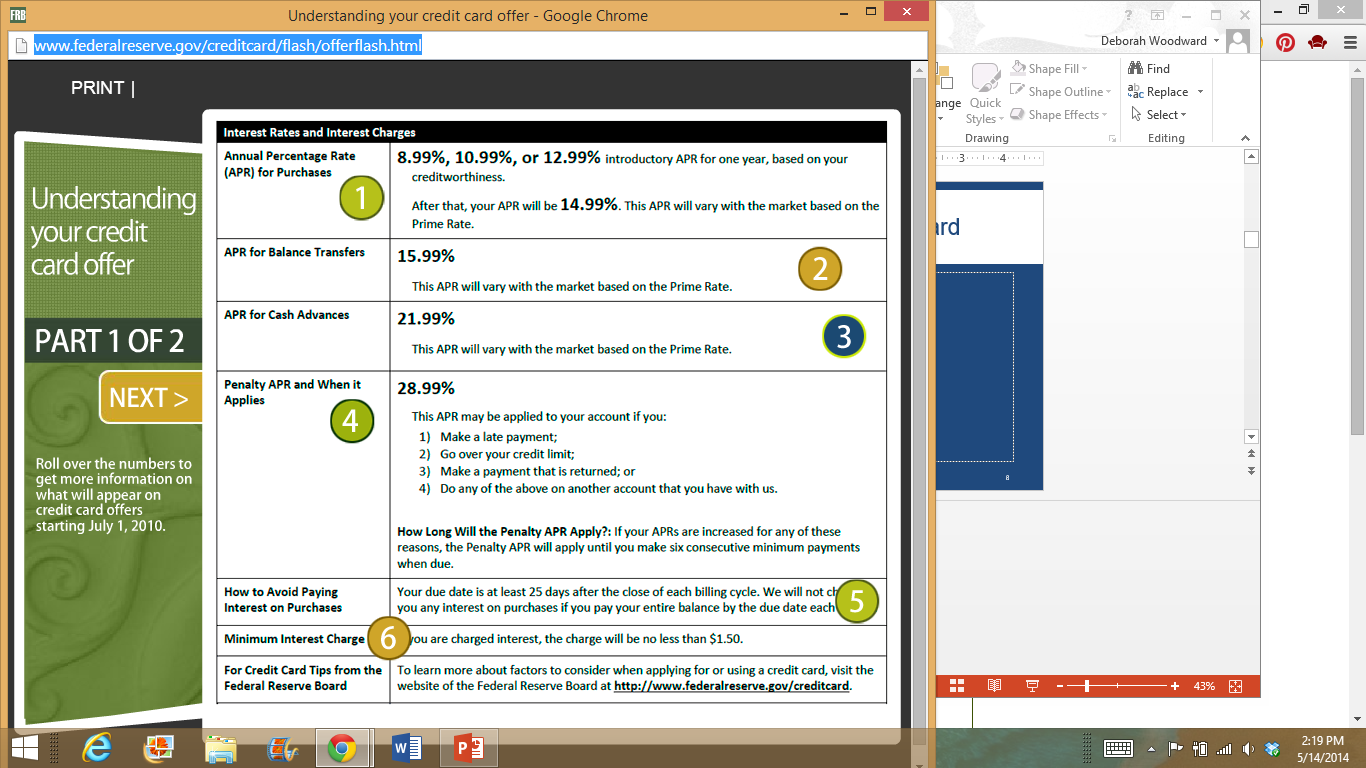 FRB
Understanding your credit card offer - Google Chrome
www.federalreserve.gov/creditcard/flash/offerflash.html
PRINT |
Understanding
your credit
card offer
PART 1 OF 2
NEXT >
Roll over the numbers to
get more information on
what will appear on
credit card offers
starting July 1, 2010.
Interest Rates and Interest Charges
Annual Percentage Rate
(APR) for Purchases
1
8.99%, 10.99%, or 12.99% introductory APR for one year, based on your
creditworthiness.
After that, your APR will be 14.99%. This APR will vary with the market based on the
Prime Rate.
APR for Balance Transfers
15.99%
This APR will vary with the market based on the Prime Rate.
2
APR for Cash Advances
21.99%
This APR will vary with the market based on the Prime Rate.
3
Penalty APR and When it
Applies
4
28.99%
This APR may be applied to your account if you:
1) Make a late payment;
2) Go over your credit limit;
3) Make a payment that is returned; or
4) Do any of the above on another account that you have with us.
How Long Will the Penalty APR Apply?: If your APRs are increased for any of these
reasons, the Penalty APR will apply until you make six consecutive minimum payments
when due.
How to Avoid Paying
Interest on Purchases
Your due date is at least 25 days after the close of each billing cycle. We will not
you any interest on purchases if you pay your entire balance by the due date each
5
Minimum Interest Charge
6
you are charged interest, the charge will be no less than $1.50.
For Credit Card Tips from the
Federal Reserve Board
To learn more about factors to consider when applying for or using a credit card, visit the
website of the Federal Reserve Board at http://www.federalreserve.gov/creditcard.
?
Deborah Woodward
ange
Quick
Styles
Shape Fill
Shape Outline
Shape Effects
Drawing
Find
Replace
Select
Editing
3 4
ard
8
43%
2:19 PM
5/14/2014